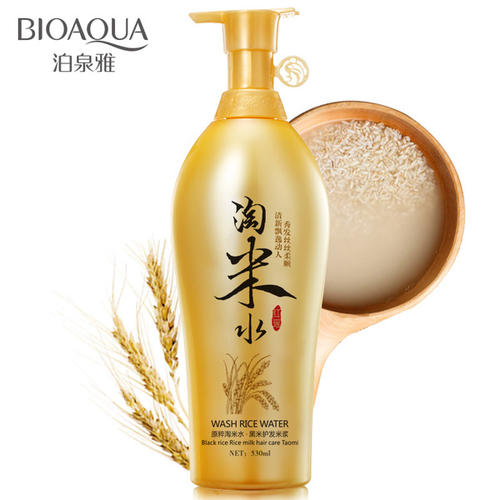 BIOAQUA
泊泉雅
秀发丝丝柔顺
清新飘逸动人
淘米水
WASH RICE WATER
原粹淘米水·黑米护发米浆
Black rice Rice milk hair care Taomi
NET: 530ml